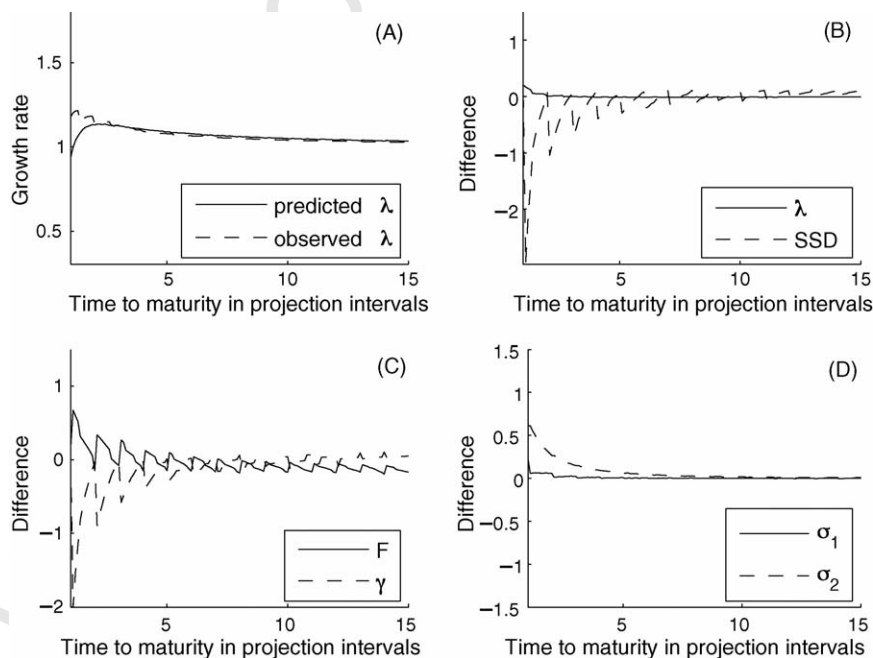 (A)
1.5
1
0.5
Growth rate
predicted λ
observed λ
5 10 15
Time to maturity in projection intervals
(B)
1
0
−1
−2
Difference
λ
SSD
5 10 15
Time to maturity in projection intervals
(C)
1
0
−1
−2
Difference
F
γ
5 10 15
Time to maturity in projection intervals
(D)
1.5
1
0.5
0
−0.5
−1
−1.5
Difference
σ1
σ2
5 10 15
Time to maturity in projection intervals